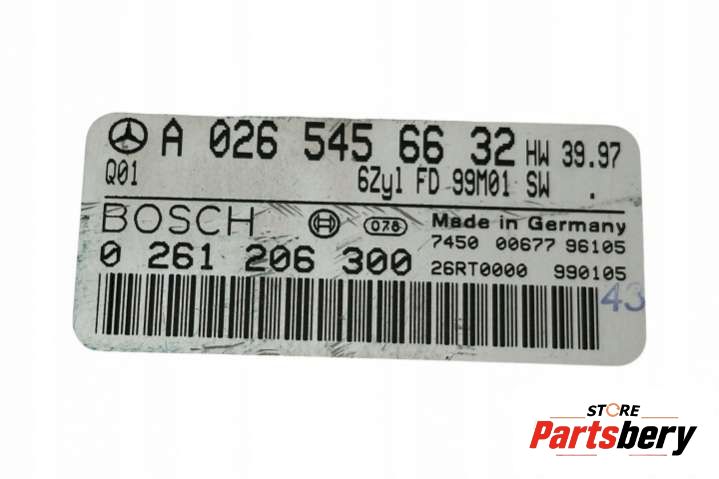 A 026 545 66 32 HW 39.97
Q01 6Zyl FD 99M01 SW .
BOSCH 078 Made in Germany
7450 00677 96105
0 261 206 300 26RT0000 990105
43
STORE
Partsbery